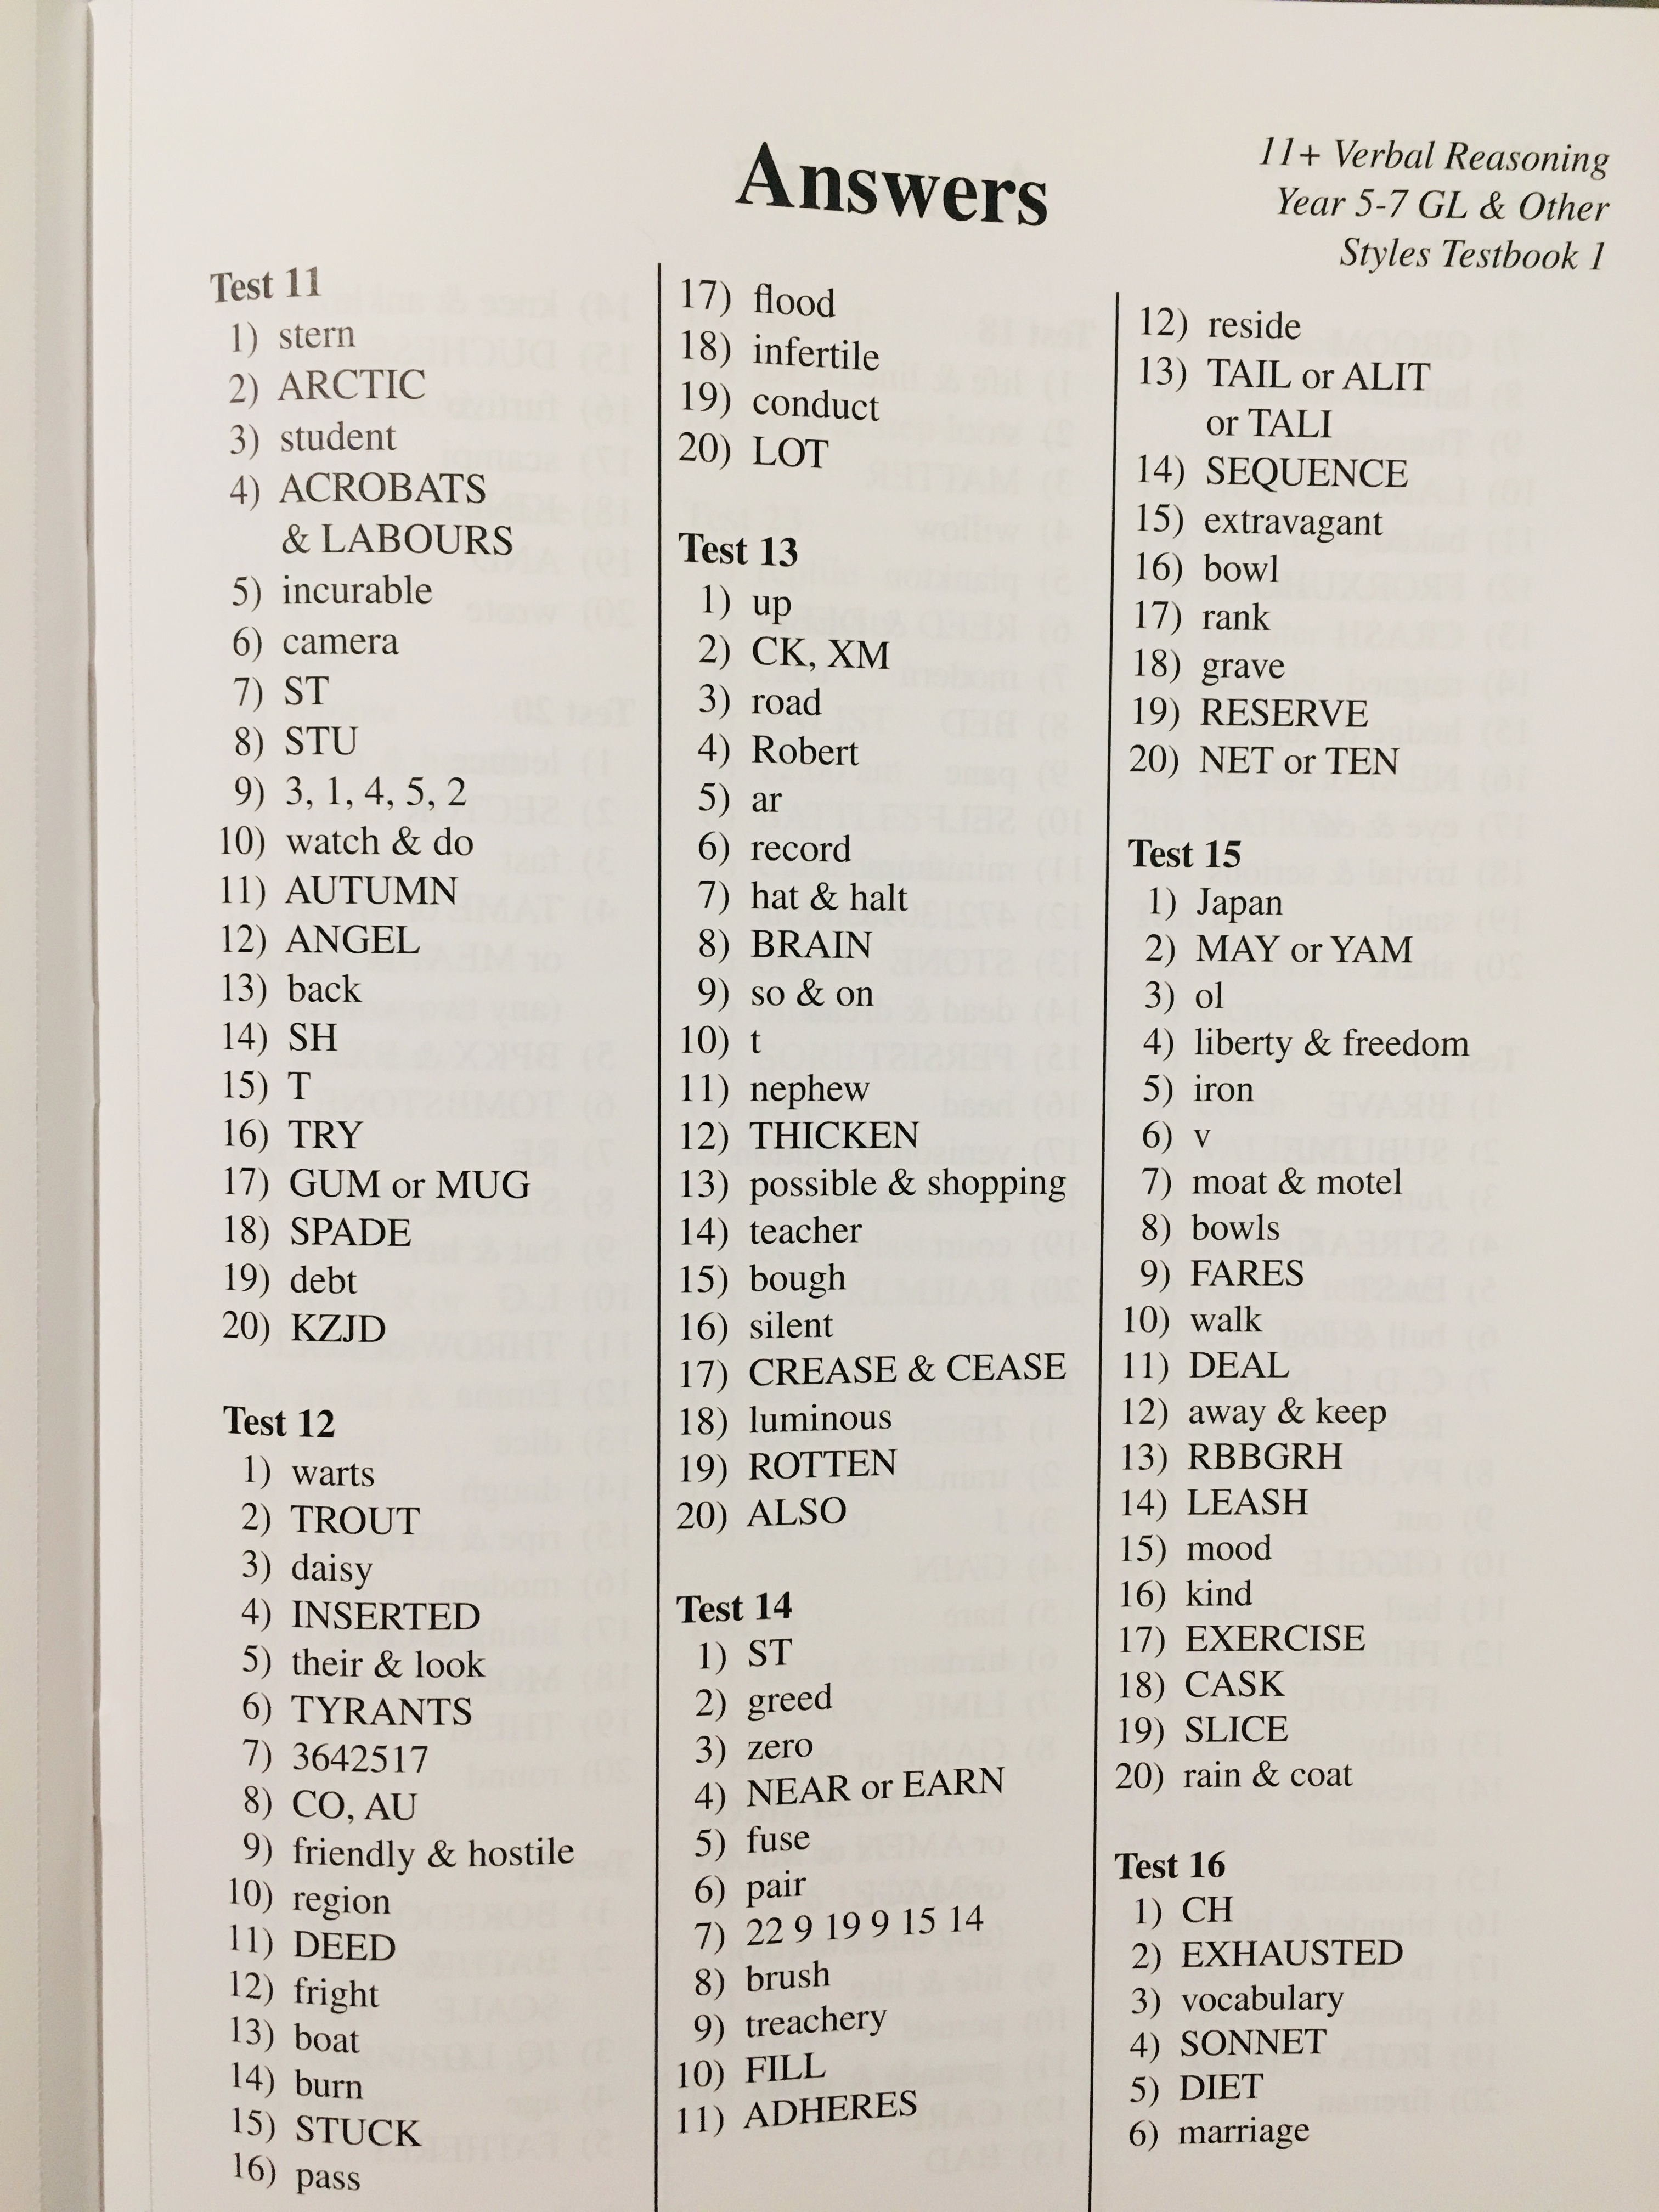 Answers
11+ Verbal Reasoning
Year 5-7 GL & Other
Styles Testbook 1
Test 11
1) stern
2) ARCTIC
3) student
4) ACROBATS
& LABOURS
5) incurable
6) camera
7) ST
8) STU
9) 3, 1, 4, 5, 2
10) watch & do
11) AUTUMN
12) ANGEL
13) back
14) SH
15) T
16) TRY
17) GUM or MUG
18) SPADE
19) debt
20) KZJD
Test 12
1) warts
2) TROUT
3) daisy
4) INSERTED
5) their & look
6) TYRANTS
7) 3642517
8) CO, AU
9) friendly & hostile
10) region
11) DEED
12) fright
13) boat
14) burn
15) STUCK
16) pass
17) flood
18) infertile
19) conduct
20) LOT
Test 13
1) up
2) CK, XM
3) road
4) Robert
5) ar
6) record
7) hat & halt
8) BRAIN
9) so & on
10) t
11) nephew
12) THICKEN
13) possible & shopping
14) teacher
15) bough
16) silent
17) CREASE & CEASE
18) luminous
19) ROTTEN
20) ALSO
Test 14
1) ST
2) greed
3) zero
4) NEAR or EARN
5) fuse
6) pair
7) 22 9 19 9 15 14
8) brush
9) treachery
10) FILL
11) ADHERES
12) reside
13) TAIL or ALIT
or TALI
14) SEQUENCE
15) extravagant
16) bowl
17) rank
18) grave
19) RESERVE
20) NET or TEN
Test 15
1) Japan
2) MAY or YAM
3) ol
4) liberty & freedom
5) iron
6) v
7) moat & motel
8) bowls
9) FARES
10) walk
11) DEAL
12) away & keep
13) RBBGRH
14) LEASH
15) mood
16) kind
17) EXERCISE
18) CASK
19) SLICE
20) rain & coat
Test 16
1) CH
2) EXHAUSTED
3) vocabulary
4) SONNET
5) DIET
6) marriage